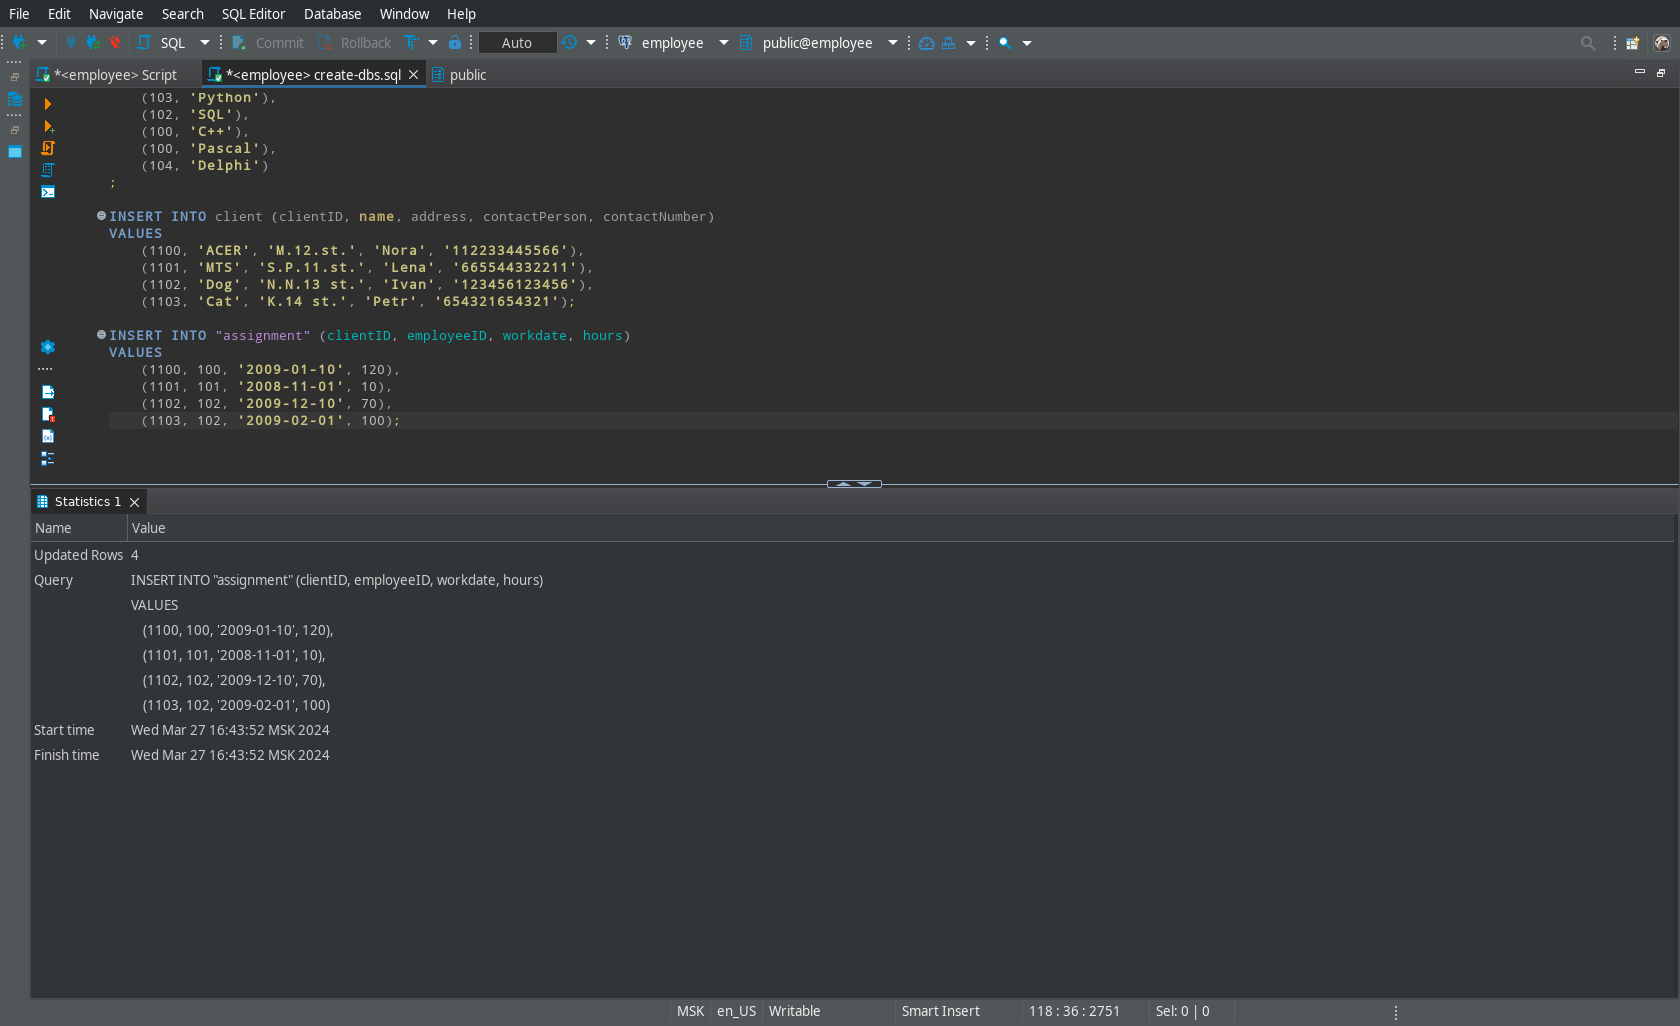 File Edit Navigate Search SQL Editor Database Window Help
SQL Commit Rollback Auto employee public@employee
*<employee> Script *<employee> create-dbs.sql public
(103, 'Python'),
(102, 'SQL'),
(100, 'C++'),
(100, 'Pascal'),
(104, 'Delphi')
;
INSERT INTO client (clientID, name, address, contactPerson, contactNumber)
VALUES
(1100, 'ACER', 'M.12.st.', 'Nora', '112233445566'),
(1101, 'MTS', 'S.P.11.st.', 'Lena', '665544332211'),
(1102, 'Dog', 'N.N.13 st.', 'Ivan', '123456123456'),
(1103, 'Cat', 'K.14 st.', 'Petr', '654321654321');
INSERT INTO "assignment" (clientID, employeeID, workdate, hours)
VALUES
(1100, 100, '2009-01-10', 120),
(1101, 101, '2008-11-01', 10),
(1102, 102, '2009-12-10', 70),
(1103, 102, '2009-02-01', 100);
Statistics 1
Name Value
Updated Rows 4
Query INSERT INTO "assignment" (clientID, employeeID, workdate, hours)
VALUES
(1100, 100, '2009-01-10', 120),
(1101, 101, '2008-11-01', 10),
(1102, 102, '2009-12-10', 70),
(1103, 102, '2009-02-01', 100)
Start time Wed Mar 27 16:43:52 MSK 2024
Finish time Wed Mar 27 16:43:52 MSK 2024
MSK en_US Writable Smart Insert 118 : 36 : 2751 Sel: 0 | 0